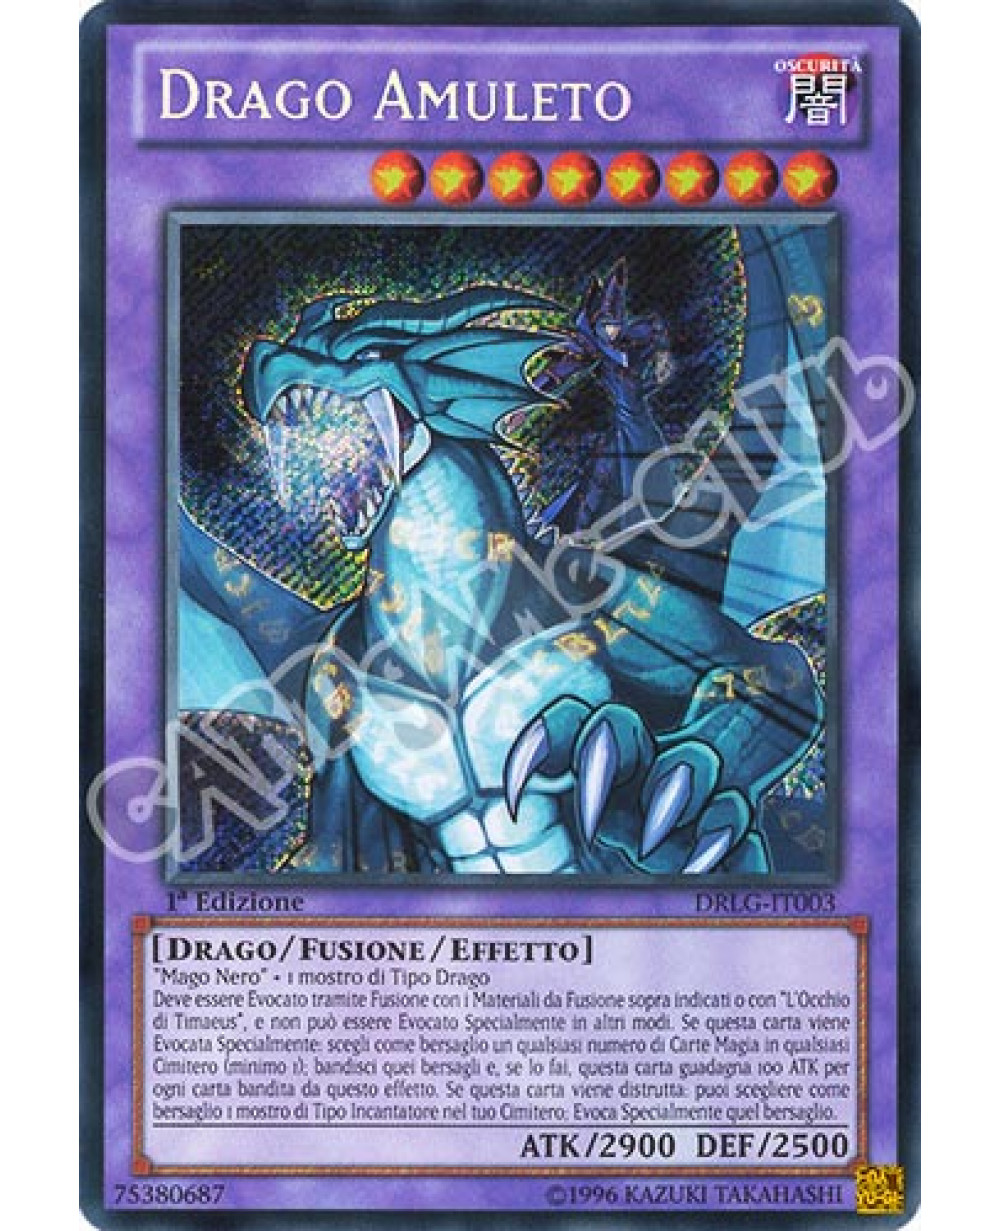 Drago Amuleto
OSCURITÀ
闇
1ª Edizione
DRLG-IT003
[Drago/Fusione/Effetto]
"Mago Nero" + 1 mostro di Tipo Drago
Deve essere Evocato tramite Fusione con i Materiali da Fusione sopra indicati o con "L'Occhio
di Timaeus", e non può essere Evocato Specialmente in altri modi. Se questa carta viene
Evocata Specialmente: scegli come bersaglio un qualsiasi numero di Carte Magia in qualsiasi
Cimitero (minimo 1); bandisci quei bersagli e, se lo fai, questa carta guadagna 100 ATK per
ogni carta bandita da questo effetto. Se questa carta viene distrutta: puoi scegliere come
bersaglio 1 mostro di Tipo Incantatore nel tuo Cimitero; Evoca Specialmente quel bersaglio.
ATK/2900 DEF/2500
75380687
©1996 KAZUKI TAKAHASHI